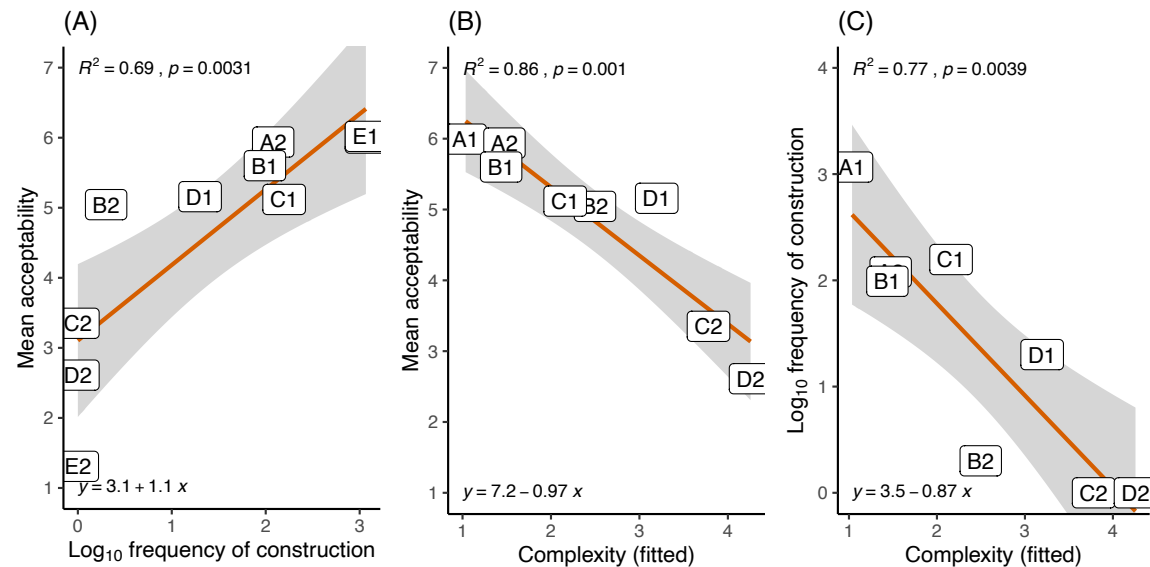 (A)
R² = 0.69 , p = 0.0031
7
6
5
4
3
2
1
Mean acceptability
E1
A2
B1
D1
C1
B2
C2
D2
E2
y = 3.1 + 1.1 x
0 1 2 3
Log₁₀ frequency of construction
(B)
R² = 0.86 , p = 0.001
7
6
5
4
3
2
1
Mean acceptability
A1
A2
B1
D1
C1
B2
C2
D2
y = 7.2 − 0.97 x
1 2 3 4
Complexity (fitted)
(C)
R² = 0.77 , p = 0.0039
4
3
2
1
0
Log₁₀ frequency of construction
A1
C1
B1
D1
B2
C2
D2
y = 3.5 − 0.87 x
1 2 3 4
Complexity (fitted)